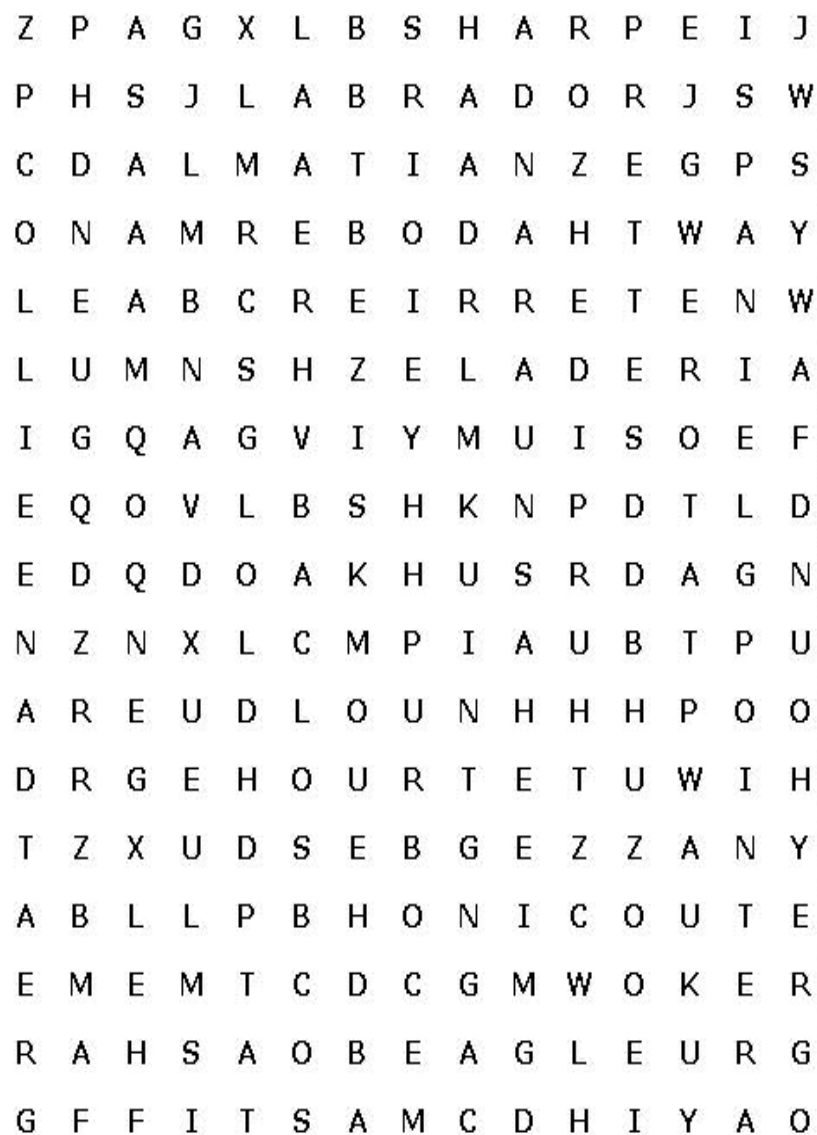 Z P A G X L B S H A R P E I J
P H S J L A B R A D O R J S W
C D A L M A T I A N Z E G P S
O N A M R E B O D A H T W A Y
L E A B C R E I R R E T E N W
L U M N S H Z E L A D E R I A
I G Q A G V I Y M U I S O E F
E Q O V L B S H K N P D T L D
E D Q D O A K H U S R D A G N
N Z N X L C M P I A U B T P U
A R E U D L O U N H H H P O O
D R G E H O U R T E T U W I H
T Z X U D S E B G E Z Z A N Y
A B L L P B H O N I C O U T E
E M E M T C D C G M W O K E R
R A H S A O B E A G L E U R G
G F F I T S A M C D H I Y A O